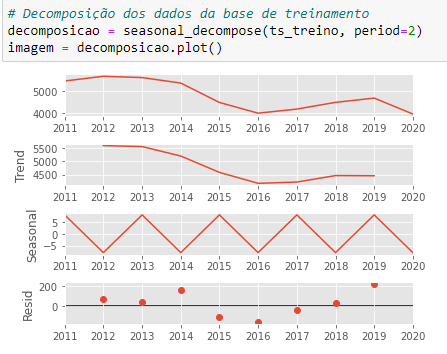 # Decomposição dos dados da base de treinamento
decomposicao = seasonal_decompose(ts_treino, period=2)
imagem = decomposicao.plot()
5000
4000
2011 2012 2013 2014 2015 2016 2017 2018 2019 2020
Trend
5500
5000
4500
2011 2012 2013 2014 2015 2016 2017 2018 2019 2020
Seasonal
5
0
−5
2011 2012 2013 2014 2015 2016 2017 2018 2019 2020
Resid
200
0
2011 2012 2013 2014 2015 2016 2017 2018 2019 2020